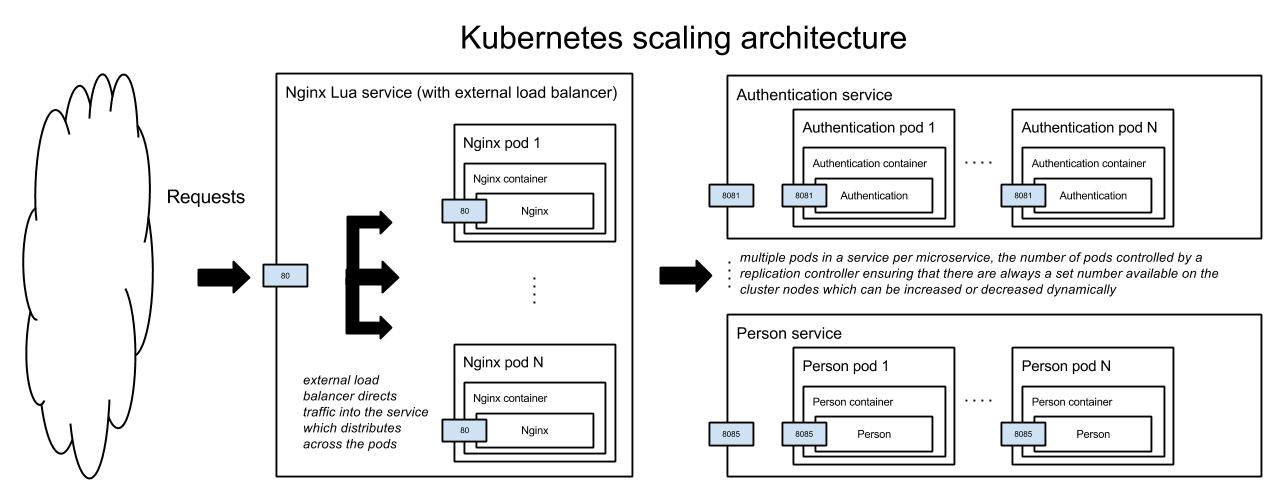 Kubernetes scaling architecture
Requests
80
Nginx Lua service (with external load balancer)
Nginx pod 1
Nginx container
80
Nginx
Nginx pod N
Nginx container
80
Nginx
external load
balancer directs
traffic into the service
which distributes
across the pods
Authentication service
8081
Authentication pod 1
Authentication container
8081
Authentication
....
Authentication pod N
Authentication container
8081
Authentication
multiple pods in a service per microservice, the number of pods controlled by a
replication controller ensuring that there are always a set number available on the
cluster nodes which can be increased or decreased dynamically
Person service
8085
Person pod 1
Person container
8085
Person
....
Person pod N
Person container
8085
Person